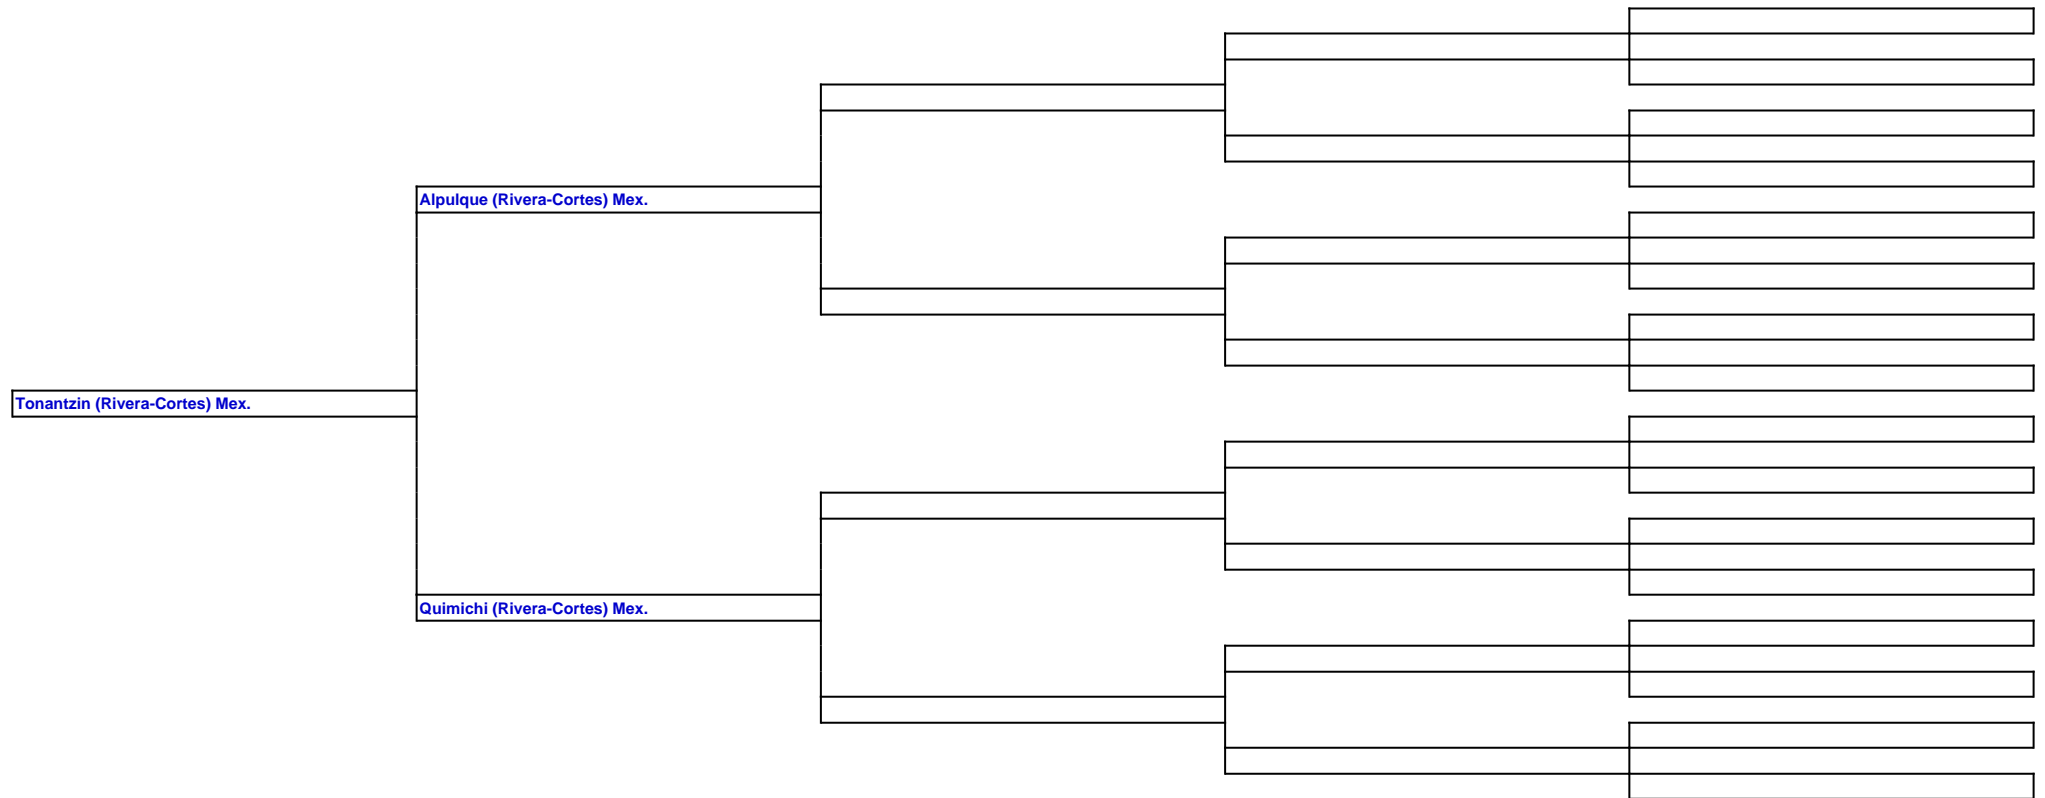 Alpulque (Rivera-Cortes) Mex.
Tonantzin (Rivera-Cortes) Mex.
Quimichi (Rivera-Cortes) Mex.